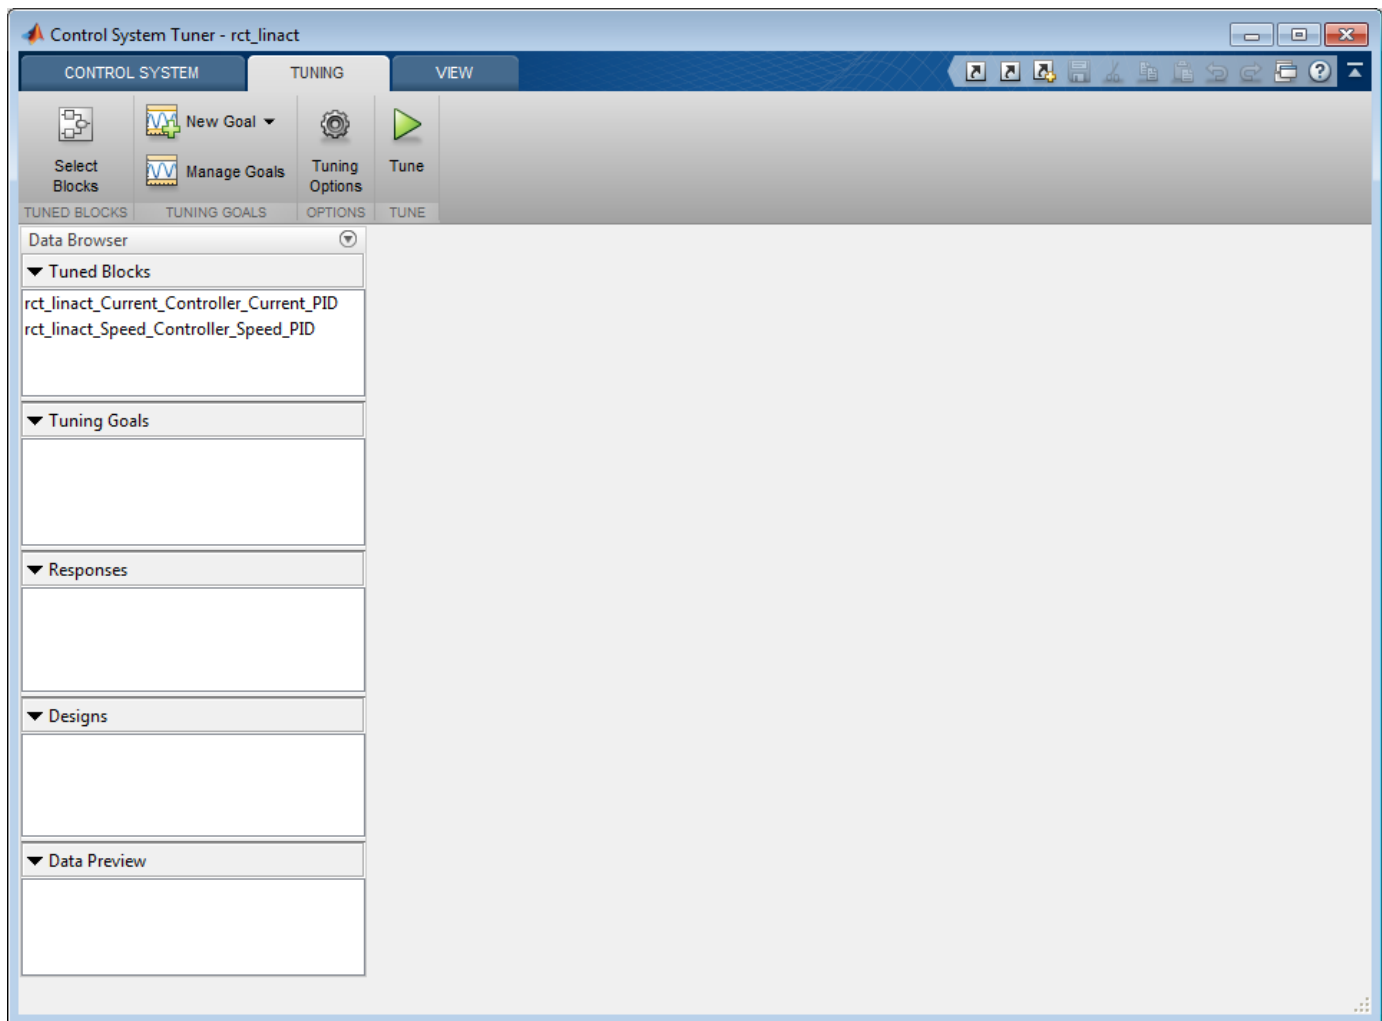 Control System Tuner - rct_linact
CONTROL SYSTEM
TUNING
VIEW
Select
Blocks
New Goal
Manage Goals
Tuning
Options
Tune
TUNED BLOCKS
TUNING GOALS
OPTIONS
TUNE
Data Browser
Tuned Blocks
rct_linact_Current_Controller_Current_PID
rct_linact_Speed_Controller_Speed_PID
Tuning Goals
Responses
Designs
Data Preview